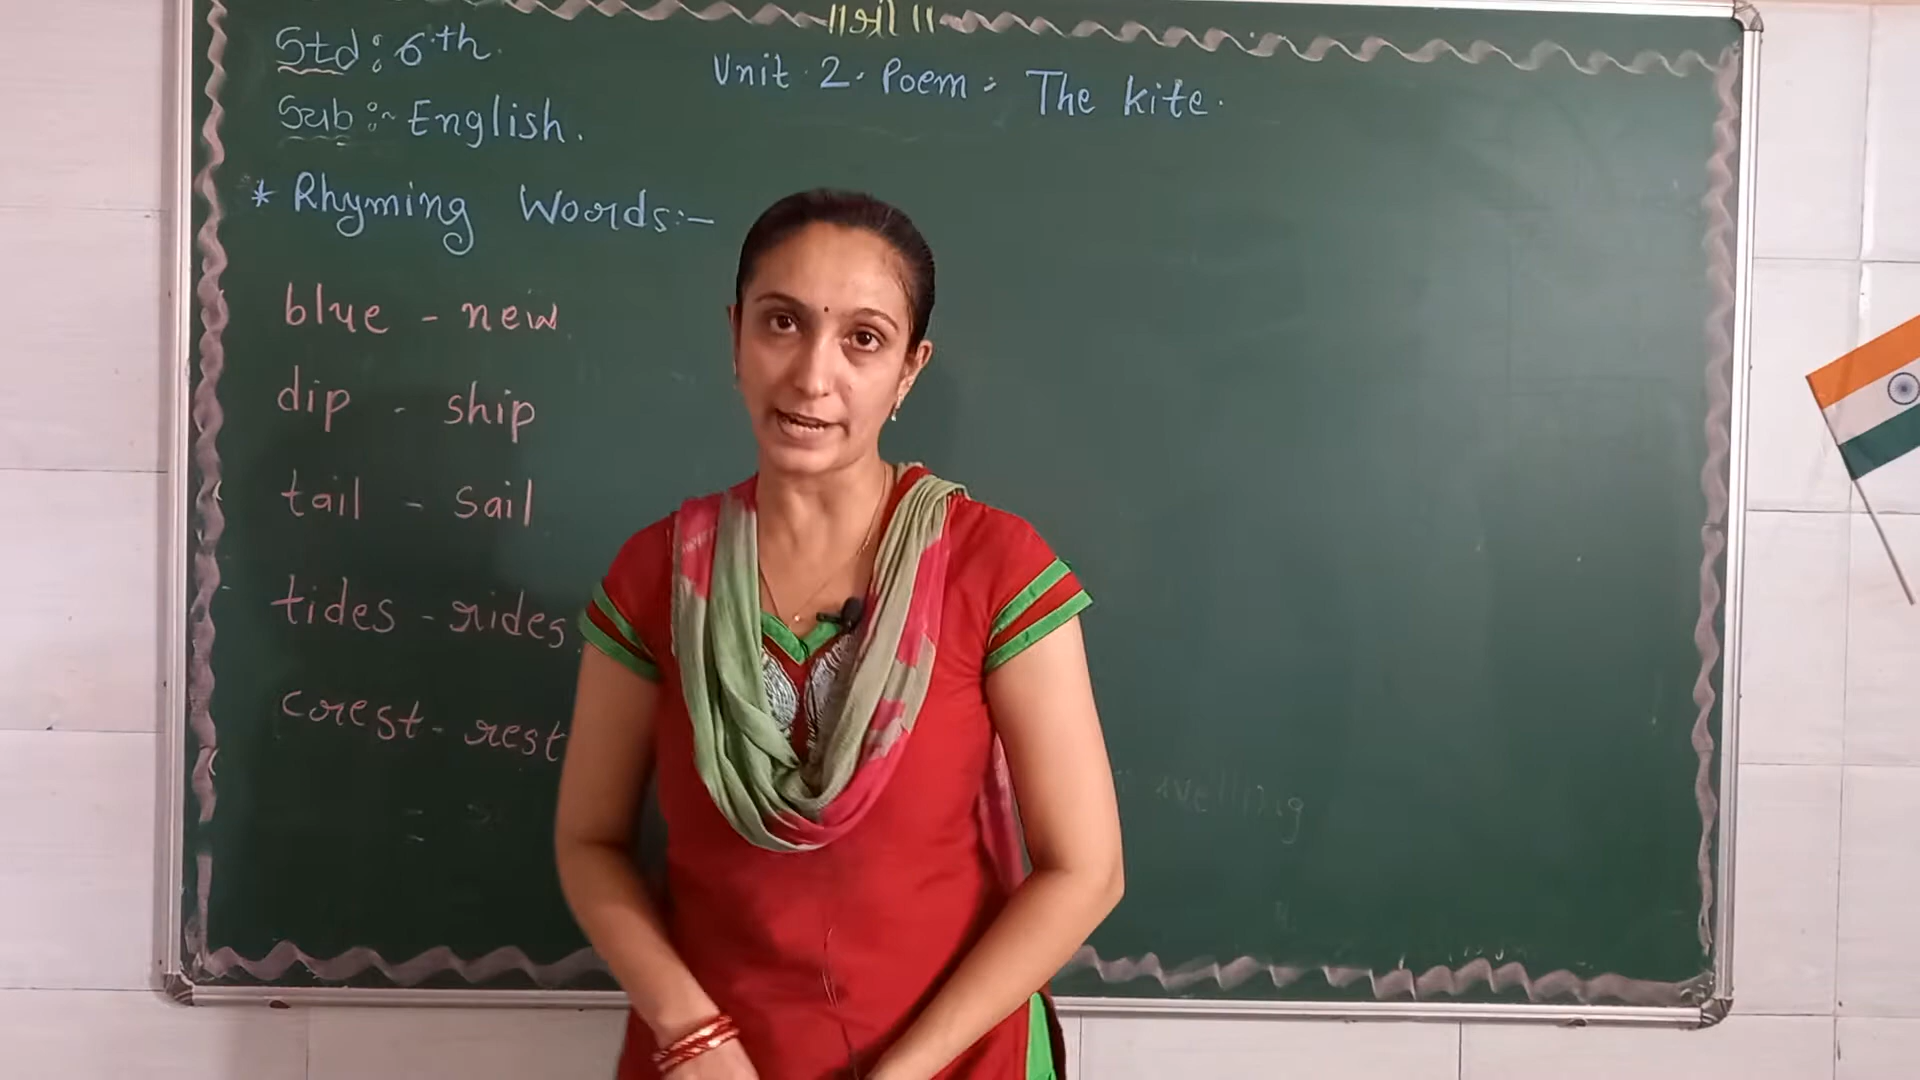 ॥ श्री ॥
Std : 6th.
Unit 2. Poem : The kite.
Sub :- English.
* Rhyming Words :-
blue - new
dip - ship
tail - sail
tides - rides
crest - rest